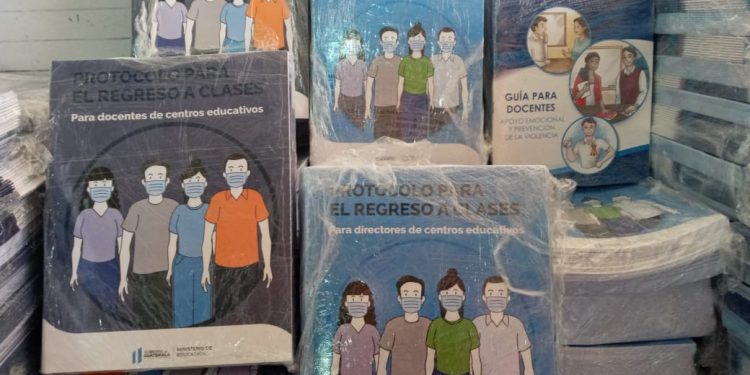 PROTOCOLO PARA
EL REGRESO A CLASES
Para docentes de centros educativos
GUATEMALA
MINISTERIO DE
EDUCACIÓN
GUÍA PARA
DOCENTES
APOYO EMOCIONAL
Y PREVENCIÓN
DE LA VIOLENCIA
PROTOCOLO PARA
EL REGRESO A CLASES
Para directores de centros educativos